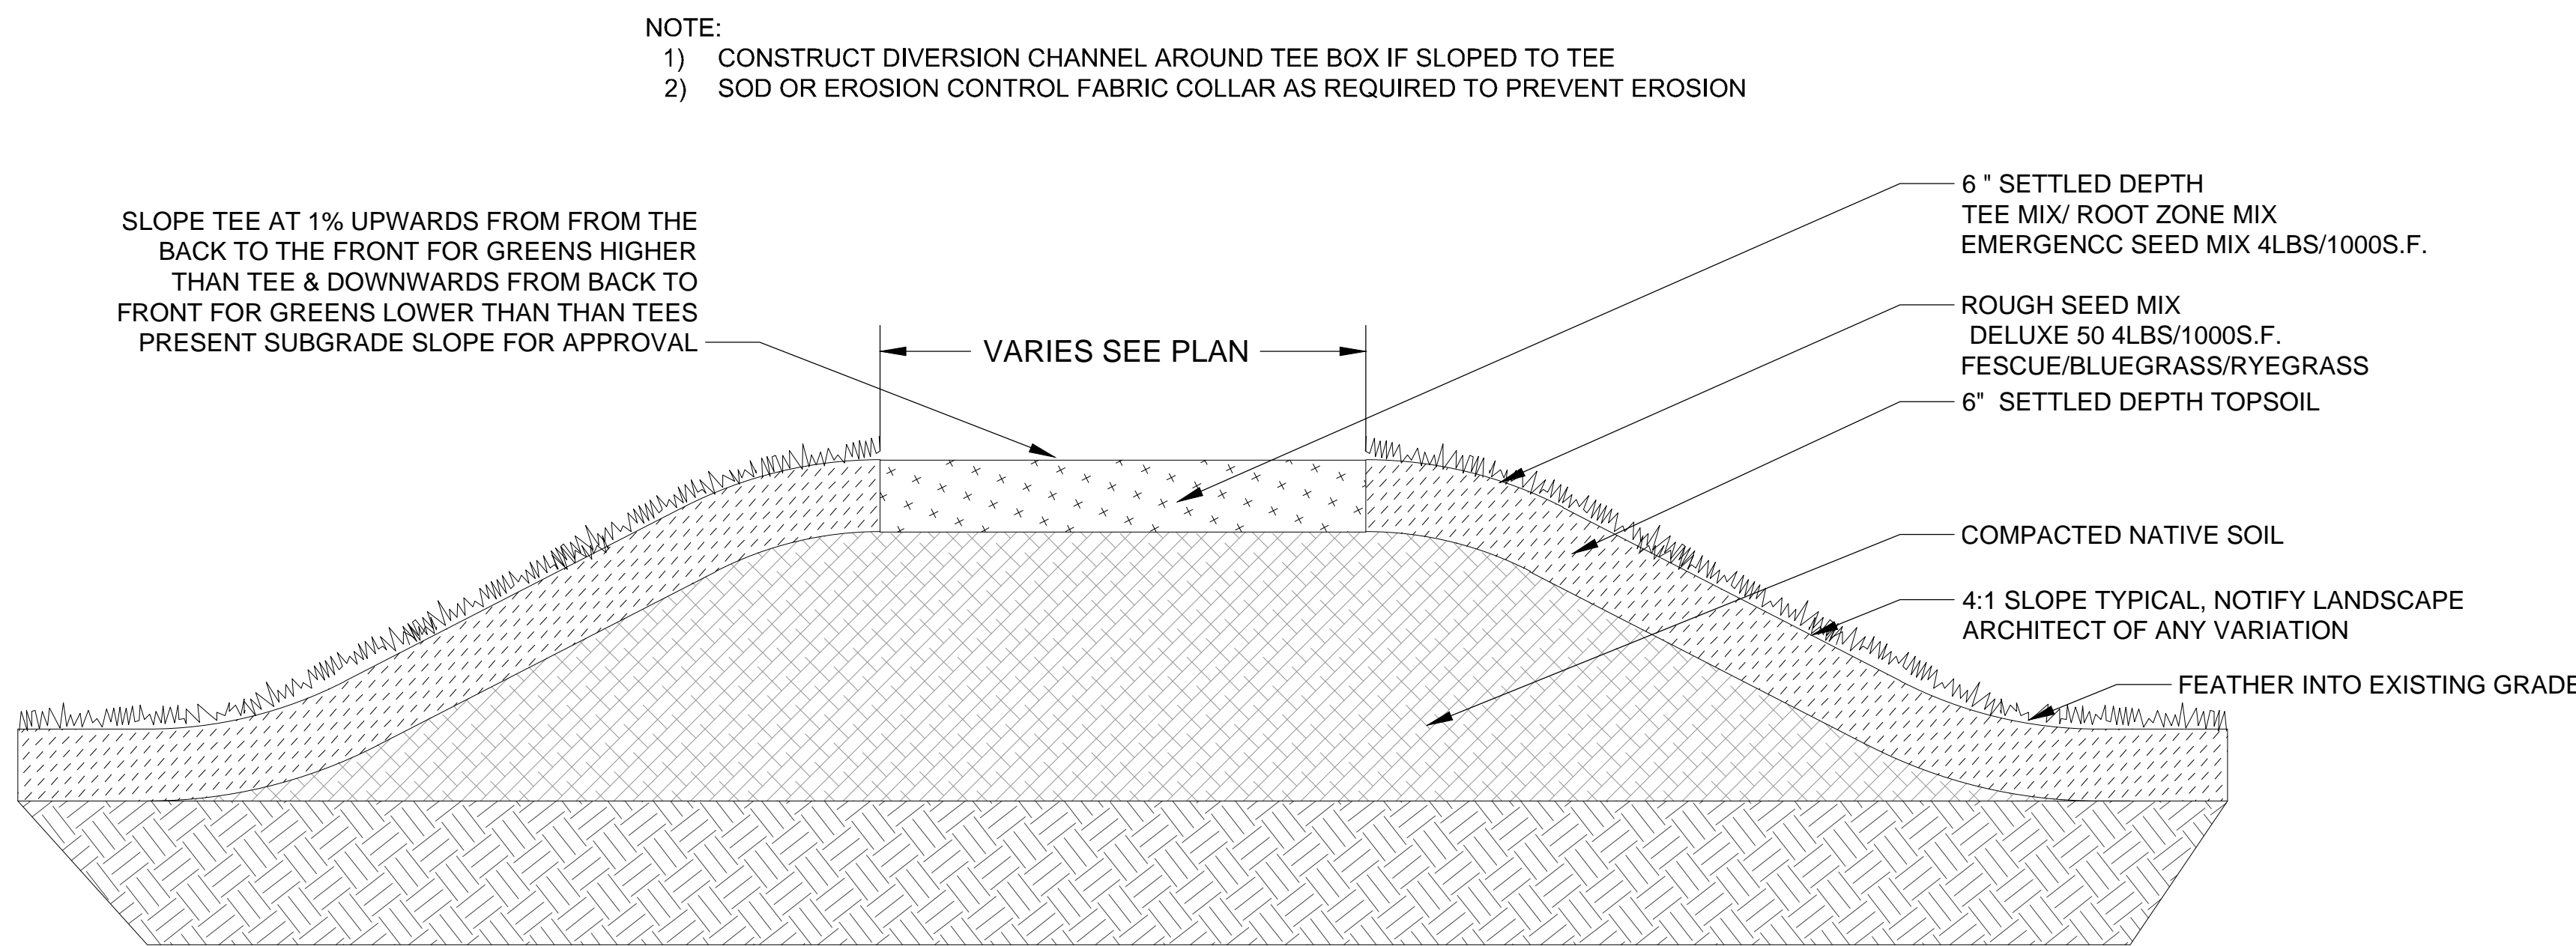 NOTE:
1) CONSTRUCT DIVERSION CHANNEL AROUND TEE BOX IF SLOPED TO TEE
2) SOD OR EROSION CONTROL FABRIC COLLAR AS REQUIRED TO PREVENT EROSION
SLOPE TEE AT 1% UPWARDS FROM FROM THE
BACK TO THE FRONT FOR GREENS HIGHER
THAN TEE & DOWNWARDS FROM BACK TO
FRONT FOR GREENS LOWER THAN THAN TEES
PRESENT SUBGRADE SLOPE FOR APPROVAL
VARIES SEE PLAN
6 " SETTLED DEPTH
TEE MIX/ ROOT ZONE MIX
EMERGENCC SEED MIX 4LBS/1000S.F.
ROUGH SEED MIX
DELUXE 50 4LBS/1000S.F.
FESCUE/BLUEGRASS/RYEGRASS
6" SETTLED DEPTH TOPSOIL
COMPACTED NATIVE SOIL
4:1 SLOPE TYPICAL, NOTIFY LANDSCAPE
ARCHITECT OF ANY VARIATION
FEATHER INTO EXISTING GRADE